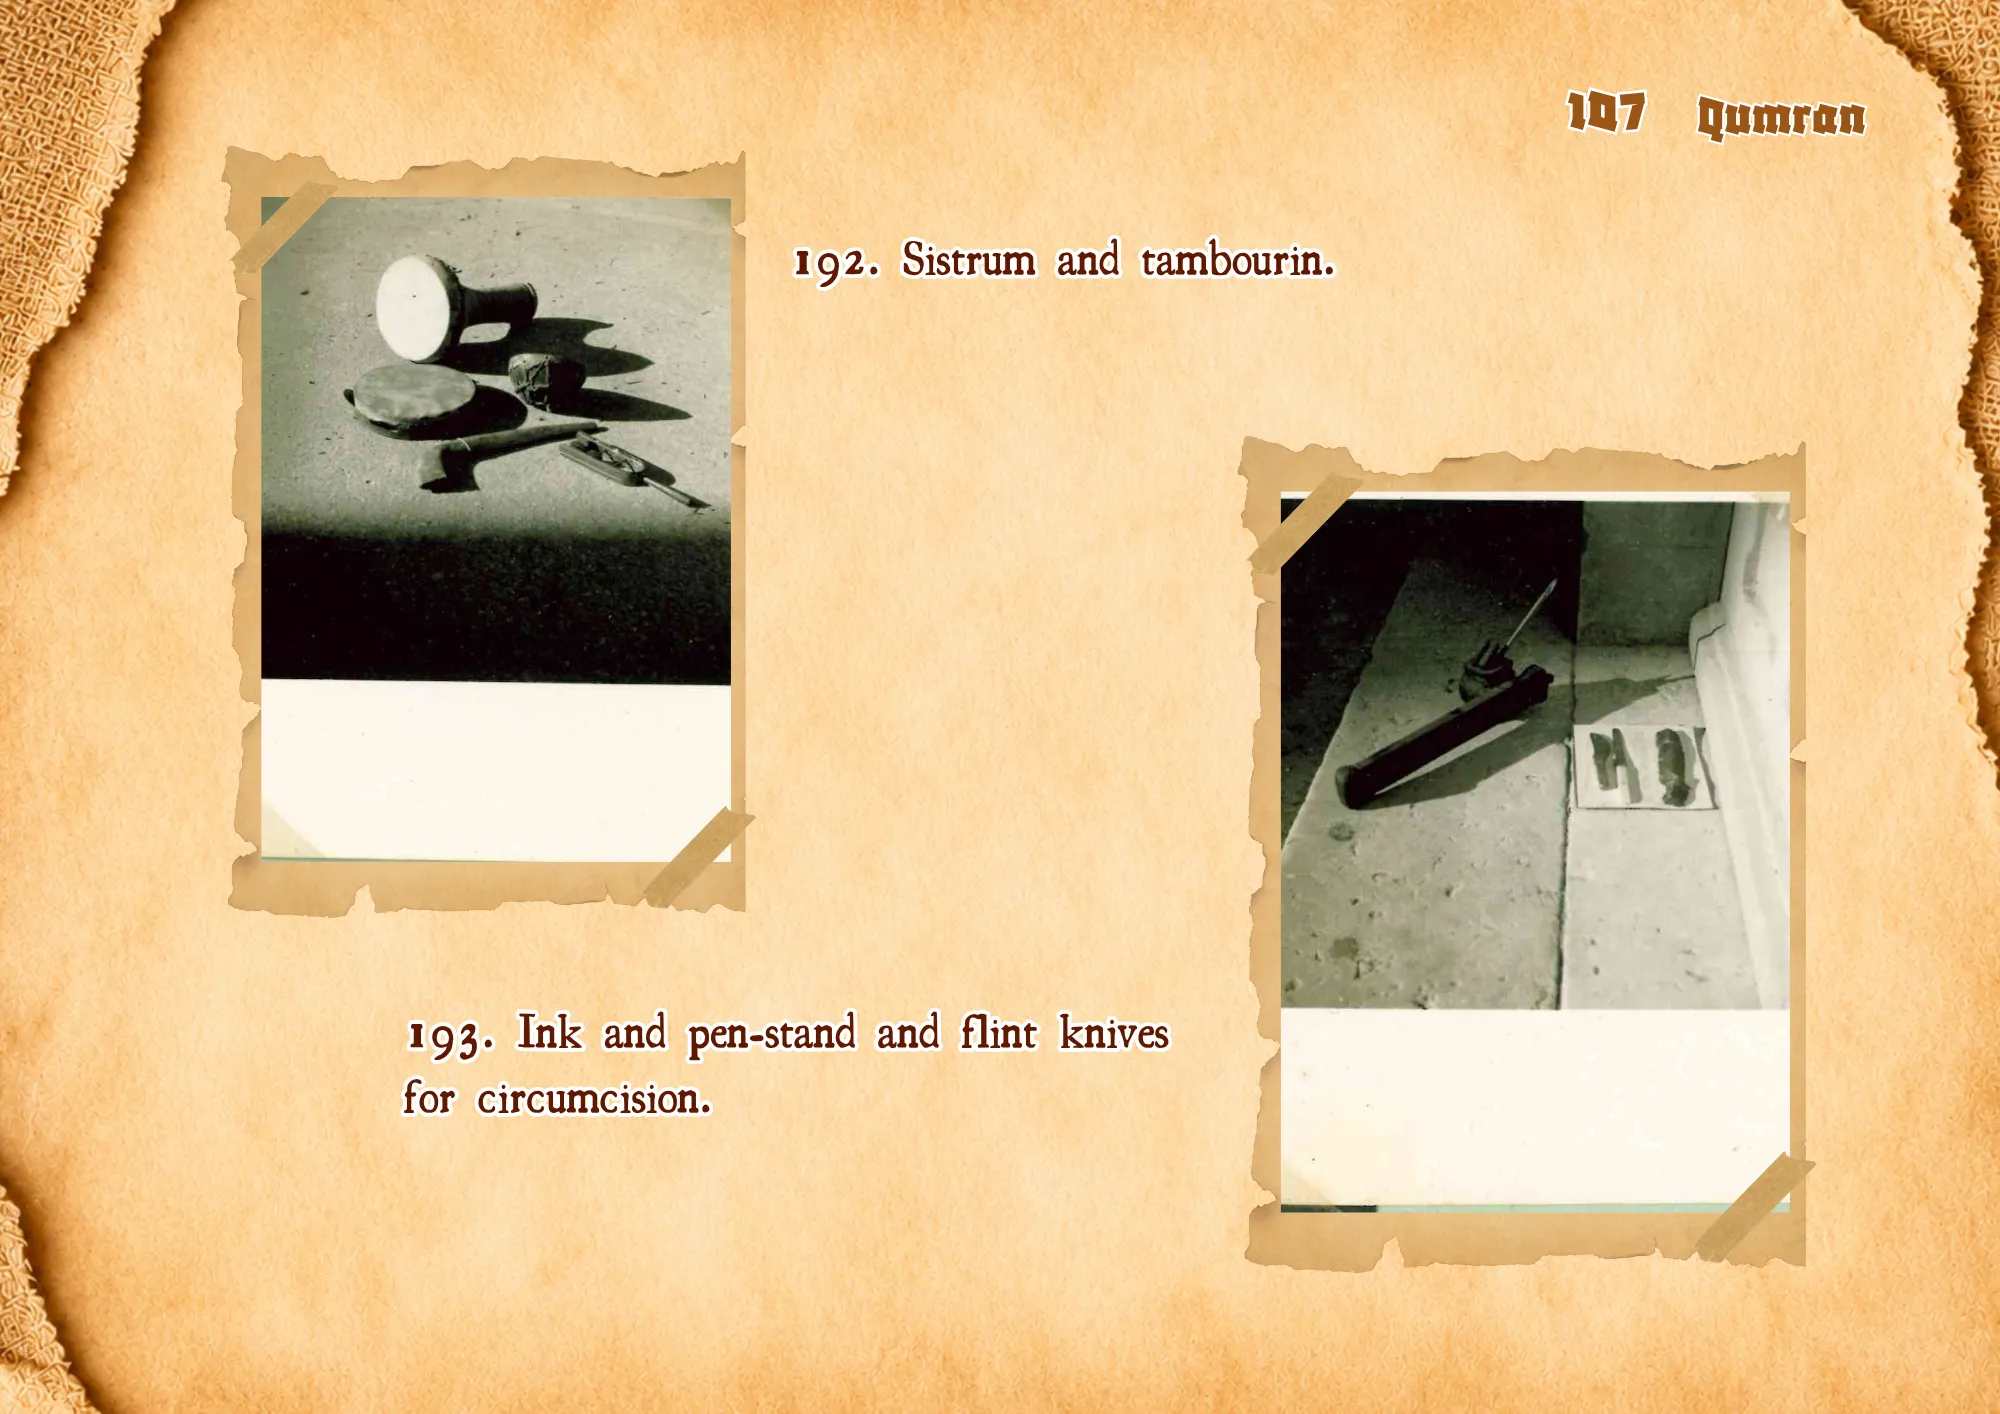 107 Qumran
192. Sistrum and tambourin.
193. Ink and pen-stand and flint knives
for circumcision.